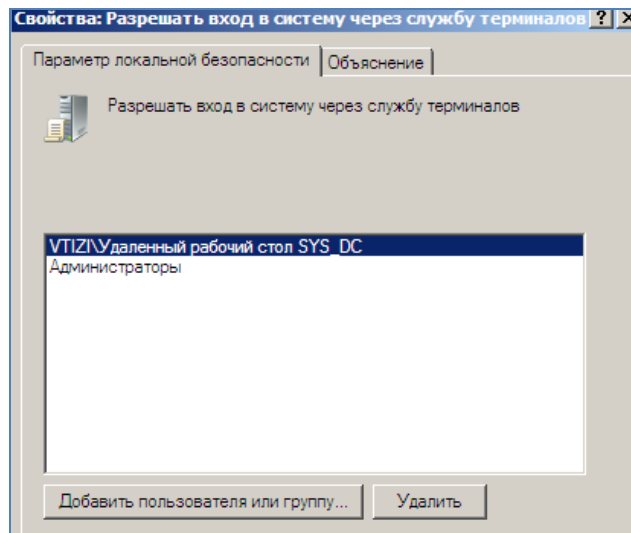 Свойства: Разрешать вход в систему через службу терминалов
Параметр локальной безопасности
Объяснение
Разрешать вход в систему через службу терминалов
VTIZI\Удаленный рабочий стол SYS_DC
Администраторы
Добавить пользователя или группу...
Удалить